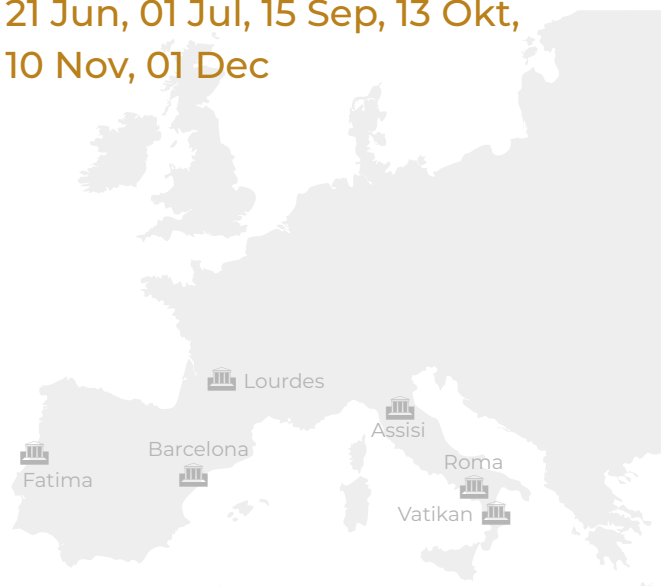 21 Jun, 01 Jul, 15 Sep, 13 Okt,
10 Nov, 01 Dec
Lourdes
Assisi
Barcelona
Roma
Fatima
Vatikan